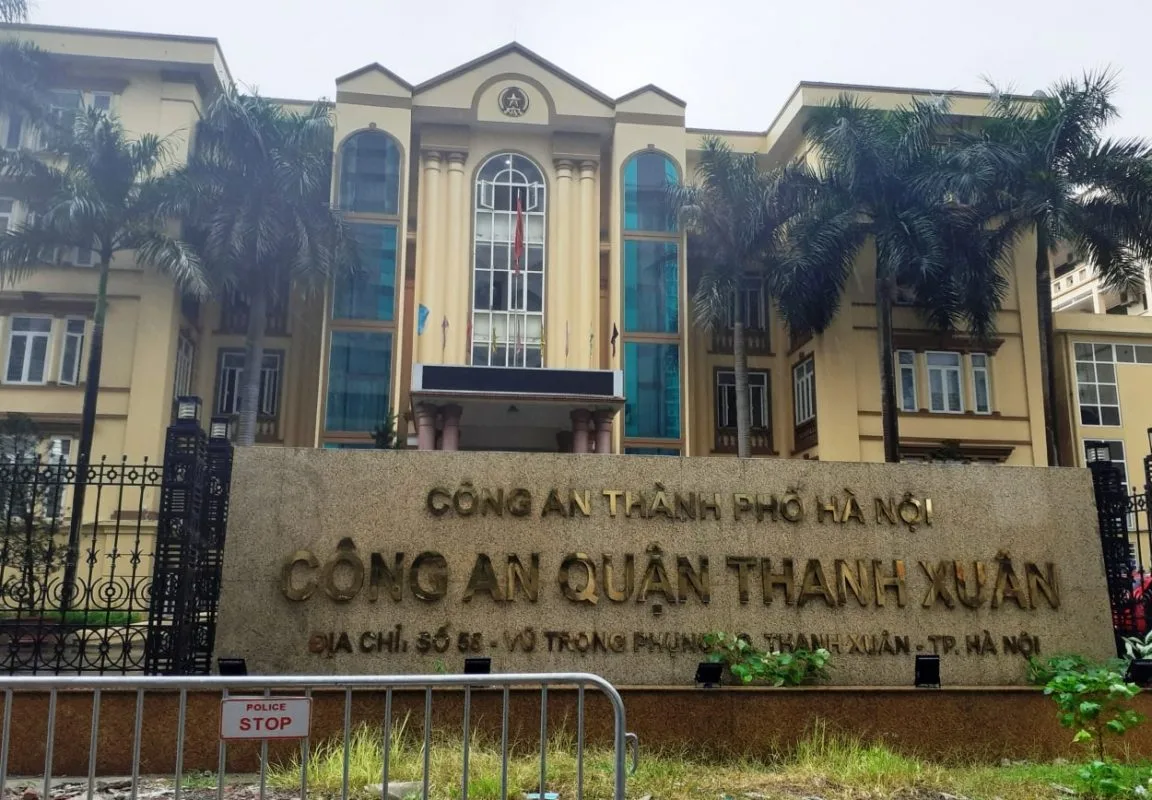 CÔNG AN THÀNH PHỐ HÀ NỘI
CÔNG AN QUẬN THANH XUÂN
ĐỊA CHỈ: SỐ 58 - VŨ TRỌNG PHỤNG, THANH XUÂN - TP. HÀ NỘI
POLICE
STOP